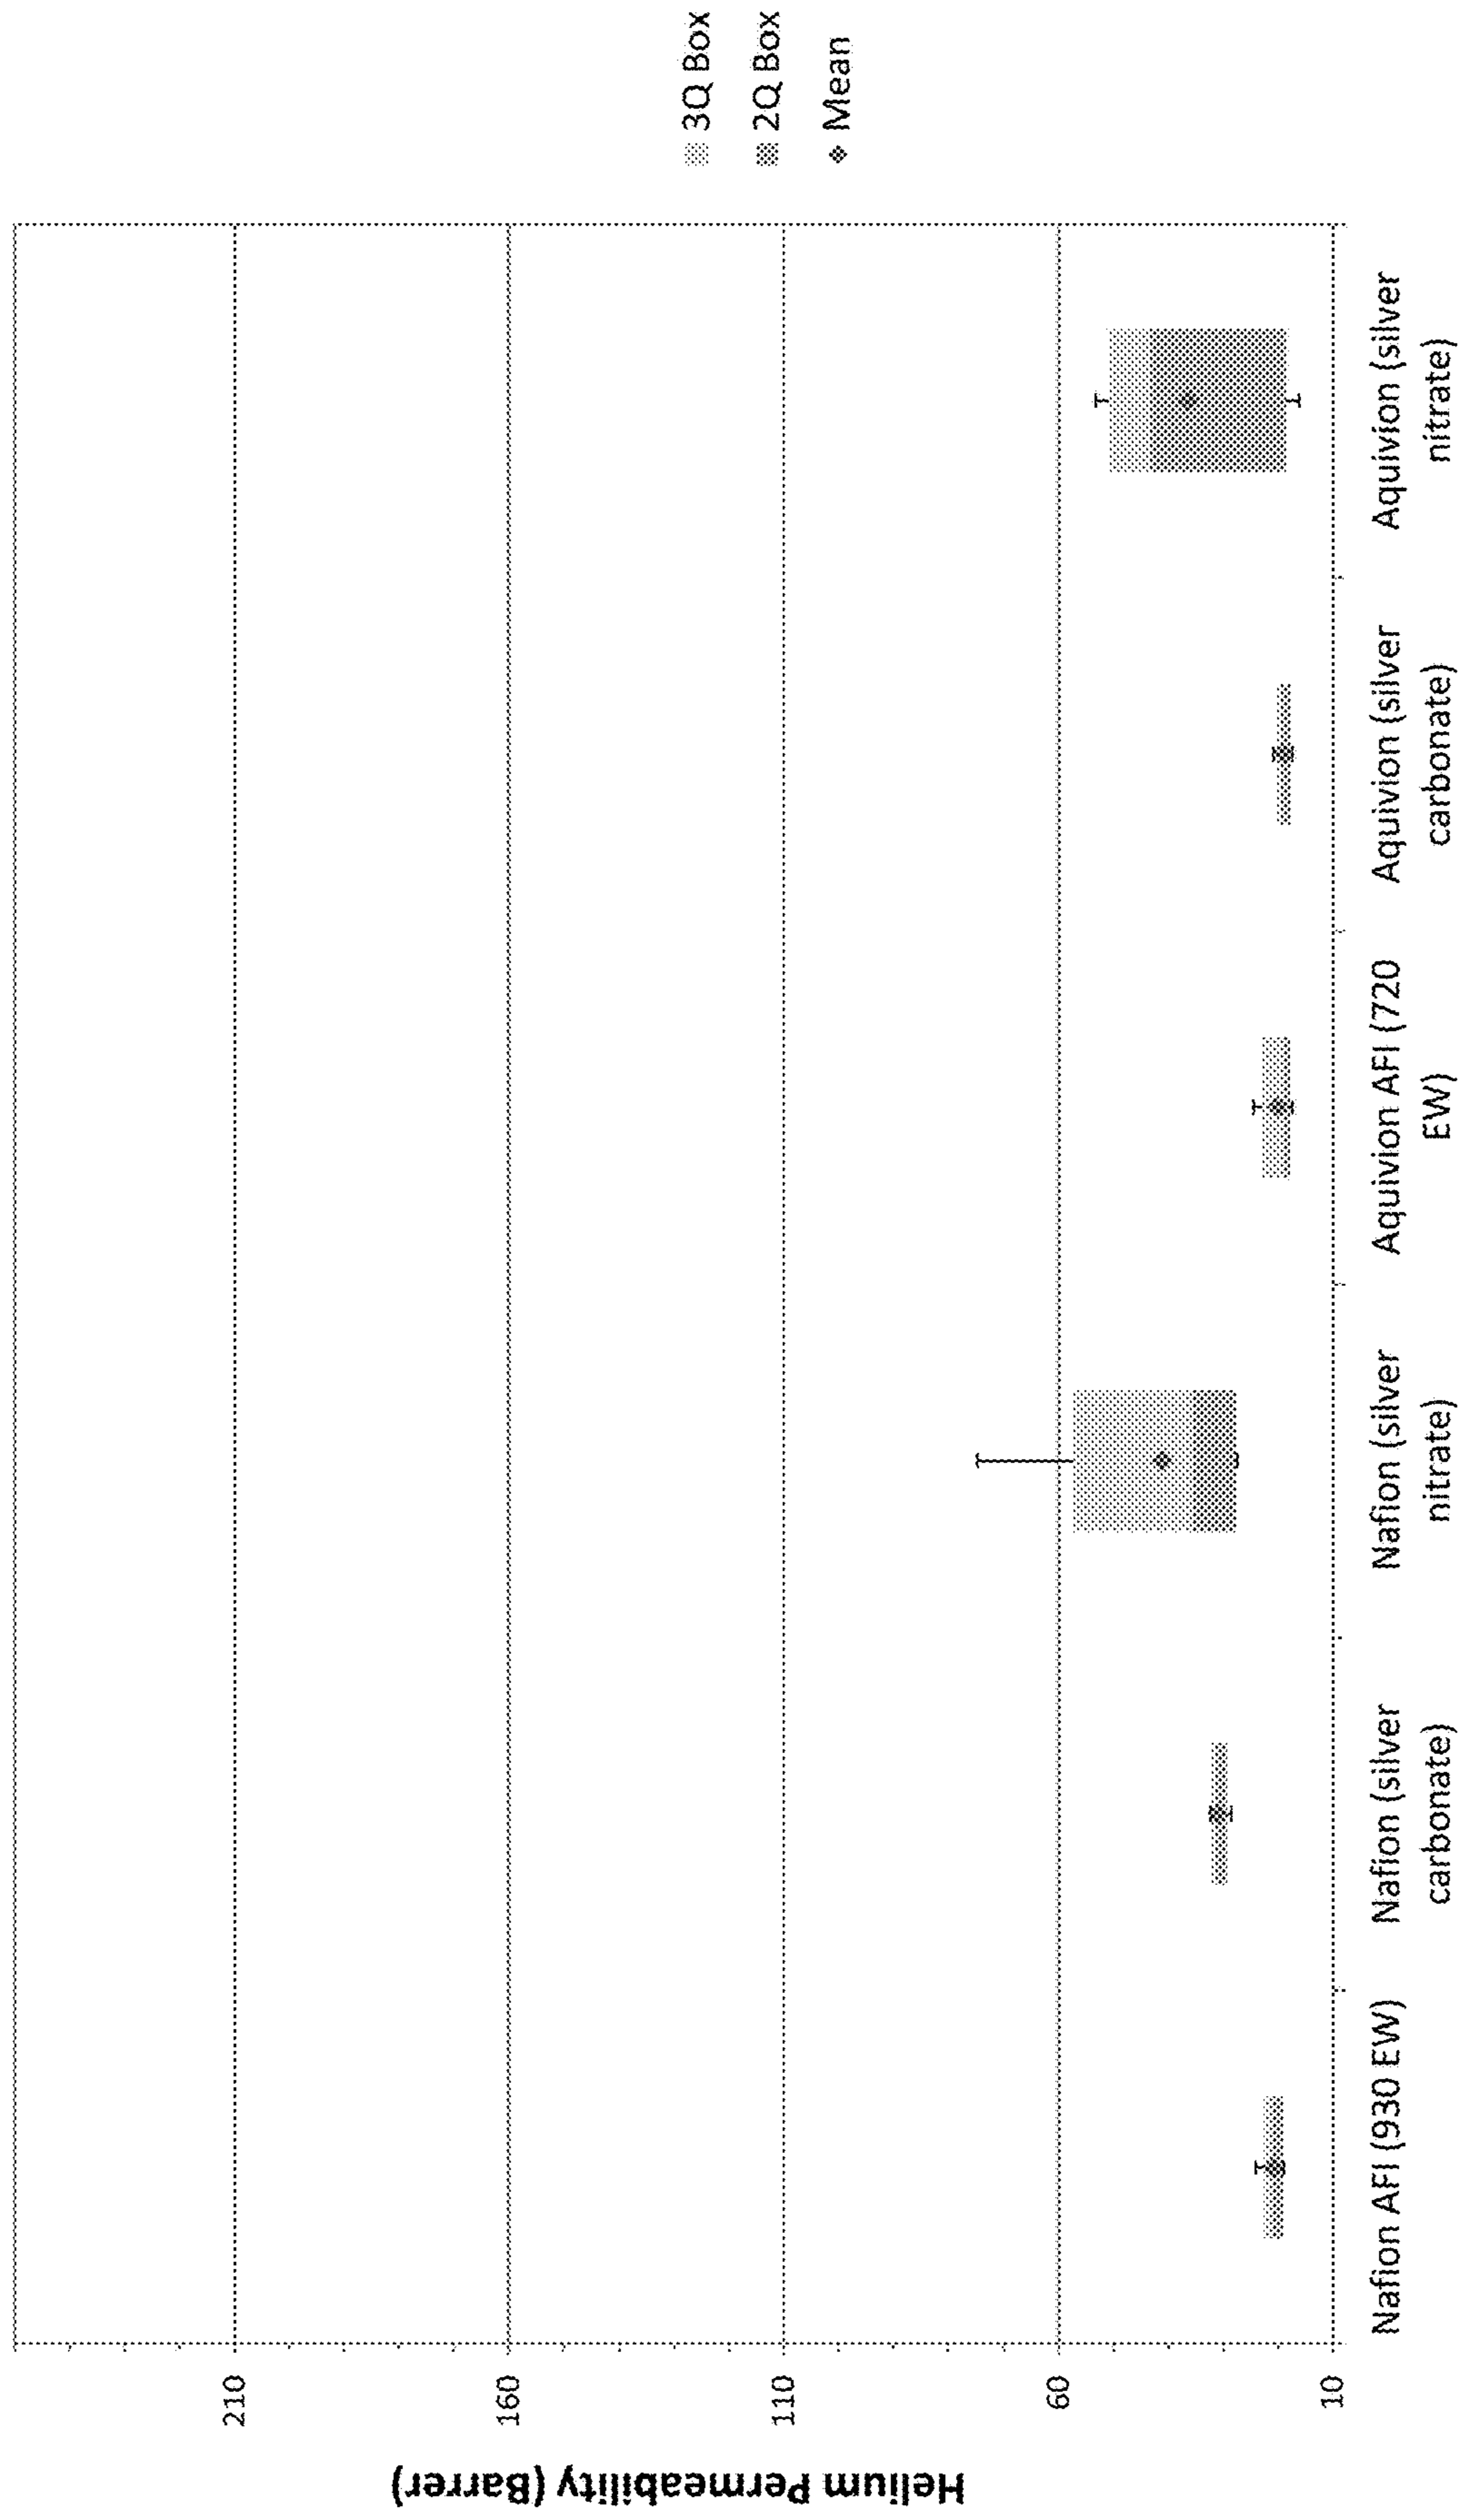 Helium Permeability (Barrer)
210
160
110
60
10
Nafion AFI (930 EW)
Nafion (silver
carbonate)
Nafion (silver
nitrate)
Aquivion AFI (720
EW)
Aquivion (silver
carbonate)
Aquivion (silver
nitrate)
3Q Box
2Q Box
Mean